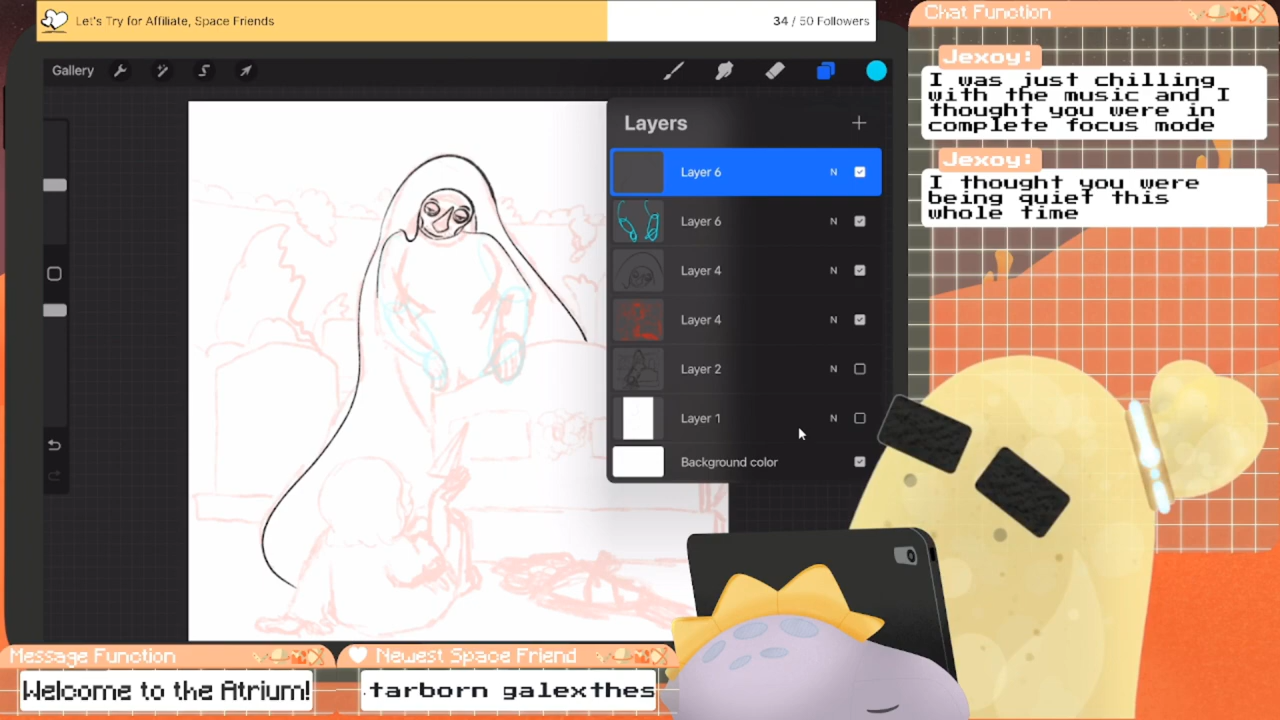 Let's Try for Affiliate, Space Friends
34 / 50 Followers
Gallery
Layers
Layer 6
N
Layer 6
N
Layer 4
N
Layer 4
N
Layer 2
N
Layer 1
N
Background color
Chat Function
Jexoy:
I was just chilling
with the music and I
thought you were in
complete focus mode
Jexoy:
I thought you were
being quiet this
whole time
Message Function
Welcome to the Atrium!
Newest Space Friend
tarborn galexthes